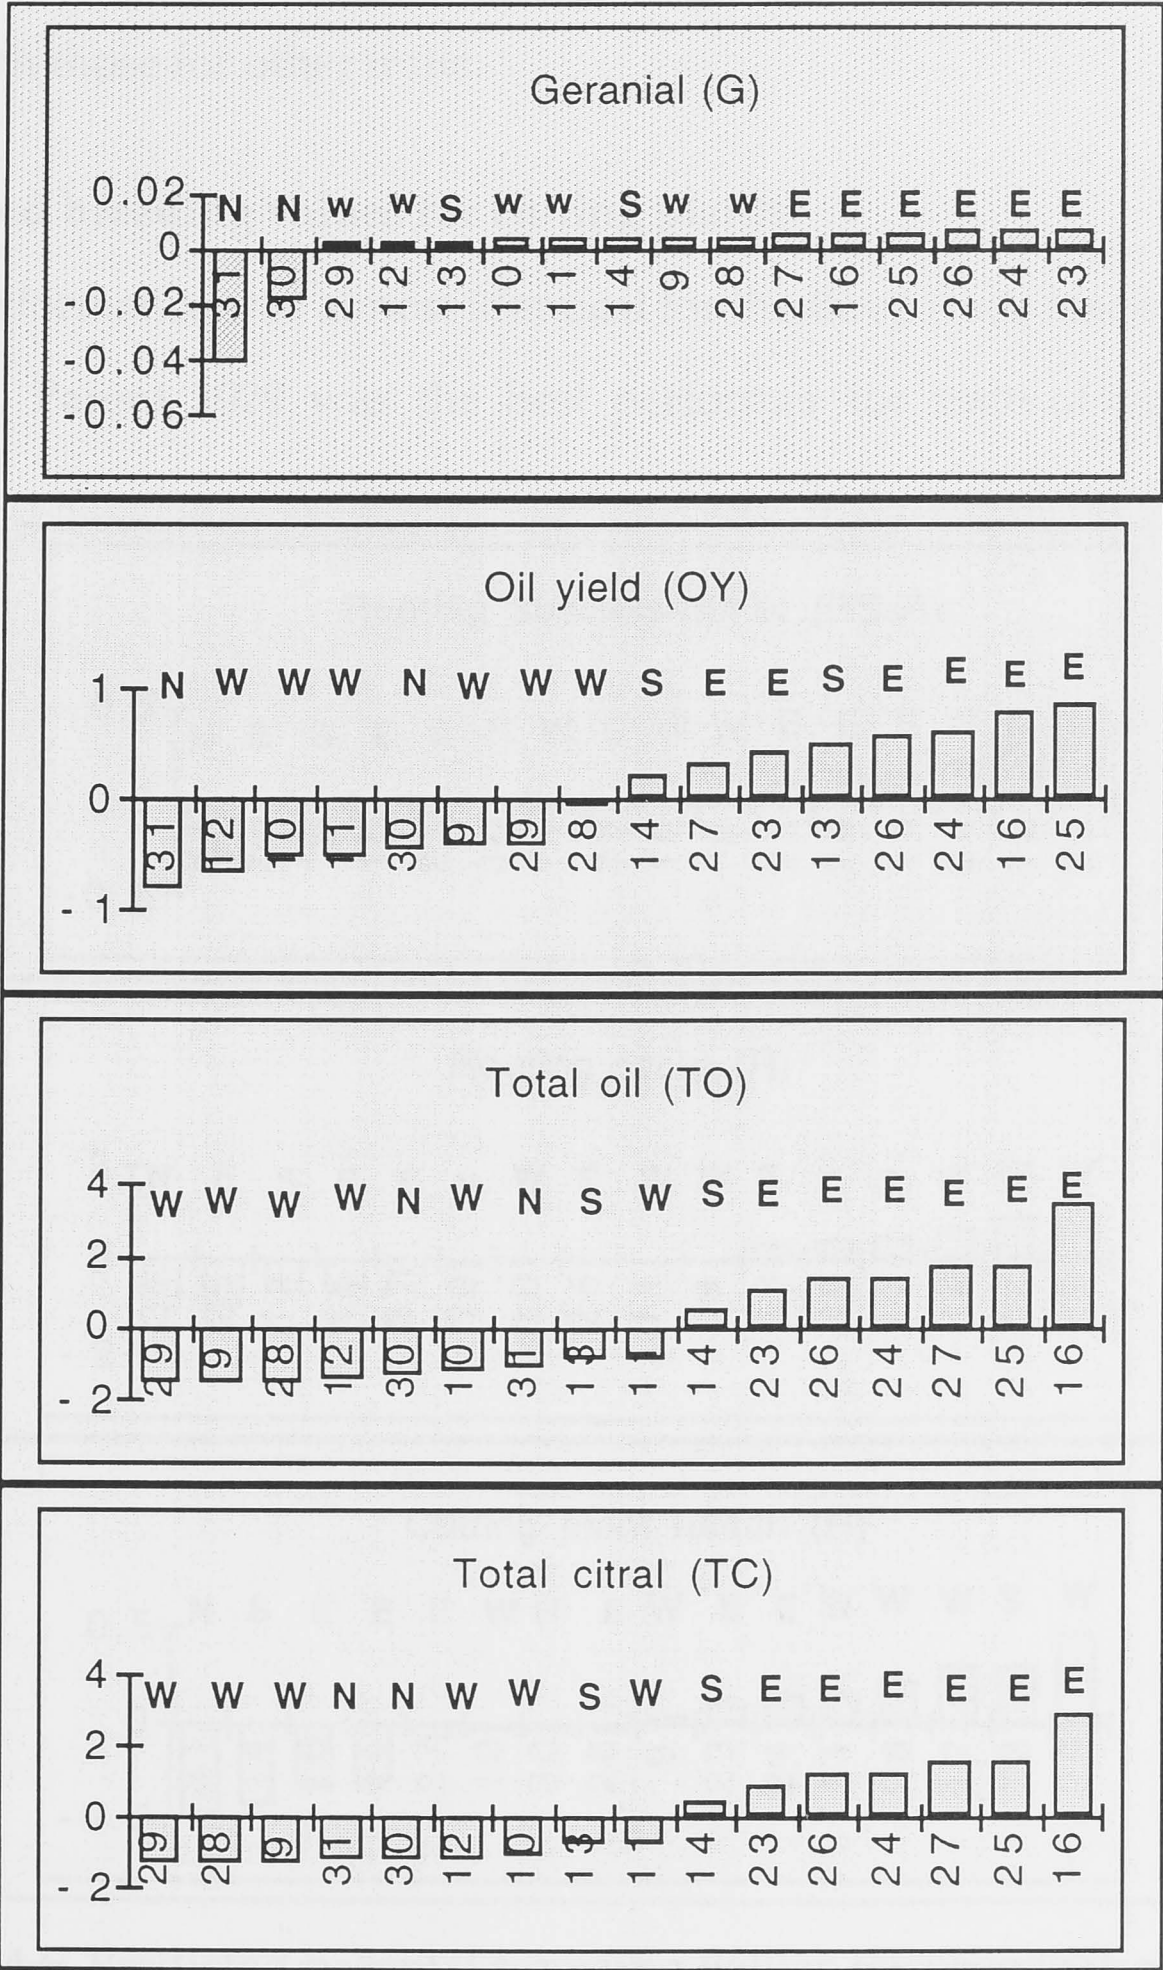 Geranial (G)
0.02
N N w w S w w S w w E E E E E E
0
31 30 29 12 13 10 11 14 9 28 27 16 25 26 24 23
-0.02
-0.04
-0.06
Oil yield (OY)
1
N W W W N W W W S E E S E E E E
0
31 12 10 11 30 9 29 28 14 27 23 13 26 24 16 25
- 1
Total oil (TO)
4
W W W W N W N S W S E E E E E E
2
0
29 9 28 12 30 10 31 13 11 14 23 26 24 27 25 16
- 2
Total citral (TC)
4
W W W N N W W S W S E E E E E E
2
0
29 28 9 31 30 12 10 13 11 14 23 26 24 27 25 16
- 2